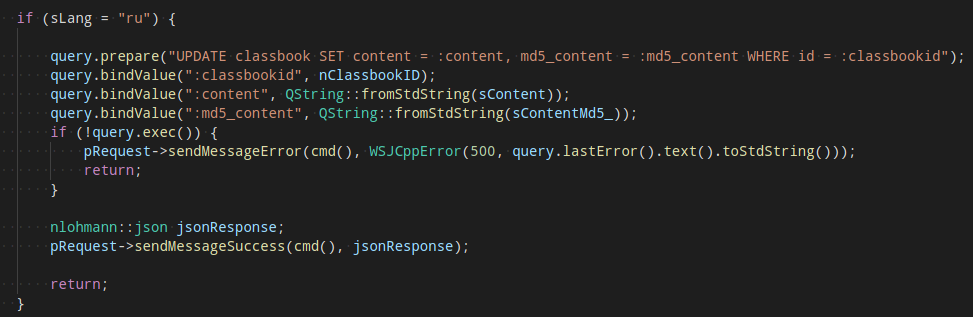 if (sLang = "ru") {
query.prepare("UPDATE classbook SET content = :content, md5_content = :md5_content WHERE id = :classbookid");
query.bindValue(":classbookid", nClassbookID);
query.bindValue(":content", QString::fromStdString(sContent));
query.bindValue(":md5_content", QString::fromStdString(sContentMd5_));
if (!query.exec()) {
pRequest->sendMessageError(cmd(), WSJCppError(500, query.lastError().text().toStdString()));
return;
}
nlohmann::json jsonResponse;
pRequest->sendMessageSuccess(cmd(), jsonResponse);
return;
}